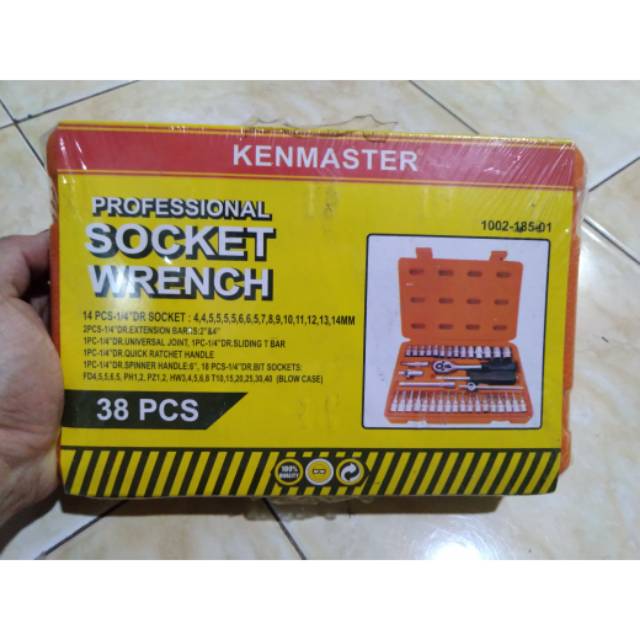 KENMASTER
PROFESSIONAL
SOCKET
WRENCH
1002-185-01
14 PCS-1/4"DR SOCKET : 4,4,5,5,5,5,6,6,5,7,8,9,10,11,12,13,14MM
2PCS-1/4"DR.EXTENSION BARIS:2"&4"
1PC-1/4"DR.UNIVERSAL JOINT, 1PC-1/4"DR.SLIDING T BAR
1PC-1/4"DR.QUICK RATCHET HANDLE
1PC-1/4"DR.SPINNER HANDLE:6", 18 PCS-1/4"DR.BIT SOCKETS:
FD4,5,5.6.5, PH1,2, PZ1,2, HW3,4,5,6,8 T10,15,20,25,30,40 (BLOW CASE)
38 PCS
100%
QUALITY